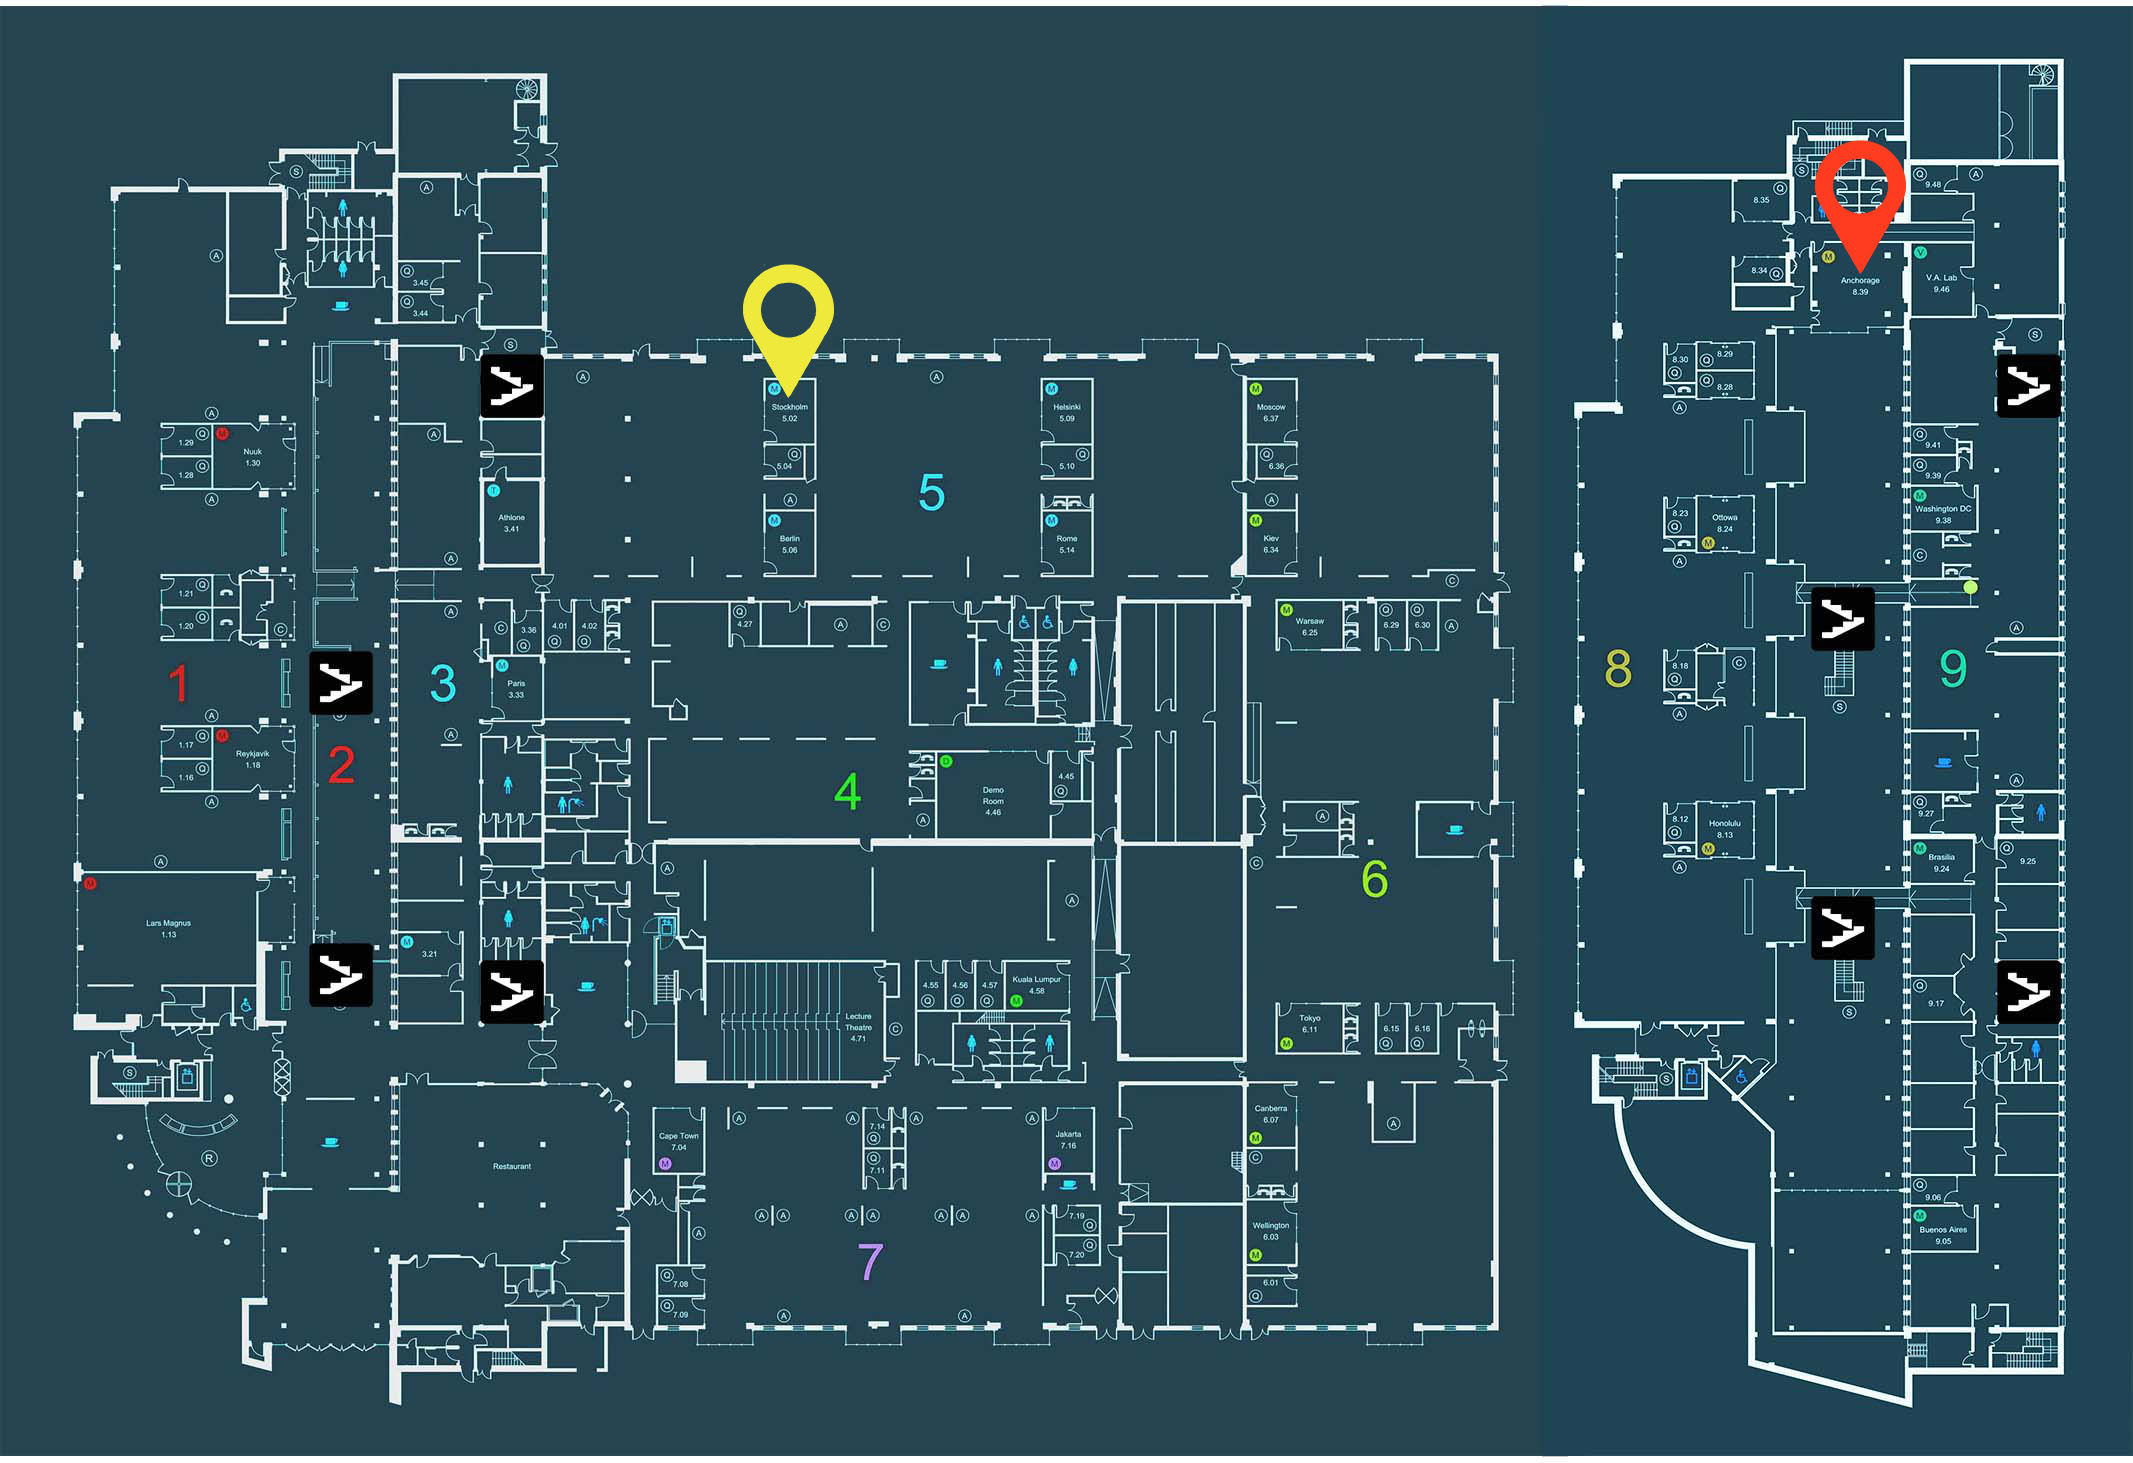 A
S
A
Q
3.45
Q
3.44
S
A
A
A
M
Stockholm
5.02
Q
5.04
A
M
Berlin
5.06
M
Helsinki
5.09
Q
5.10
M
Rome
5.14
M
Moscow
6.37
Q
6.36
A
M
Kiev
6.34
5
A
1.29
Q
M
Nuuk
1.30
1.28
Q
A
A
T
Athlone
3.41
A
1.21
Q
1.20
Q
C
A
C
3.36
Q
4.01
Q
4.02
Q
Q
4.27
A
C
M
Warsaw
6.25
6.29
Q
6.30
Q
A
C
1
2
3
M
Paris
3.33
A
A
1.17
Q
M
Reykjavik
1.18
1.16
Q
A
A
4
D
Demo
Room
4.46
4.45
Q
A
A
C
6
M
Lars Magnus
1.13
M
3.21
A
A
Lecture
Theatre
4.71
C
4.55
Q
4.56
Q
4.57
Q
Kuala Lumpur
4.58
M
Tokyo
6.11
M
6.15
Q
6.16
Q
S
R
Restaurant
Cape Town
7.04
M
A
A
7.14
Q
7.11
Q
A
A
Jakarta
7.16
M
Canberra
6.07
M
C
A
A
A
A
A
A
A
A
A
7.19
Q
7.20
Q
Wellington
6.03
M
6.01
Q
7
Q
7.08
Q
7.09
A
A
S
Q
8.35
Q
9.48
A
8.34
Q
M
Anchorage
8.39
V
V.A. Lab
9.46
S
8.30
Q
Q
8.29
Q
8.28
A
Q
9.41
Q
9.39
8.23
Q
Ottowa
8.24
M
A
M
Washington DC
9.38
C
A
8
8.18
Q
C
A
S
9
A
8.12
Q
Honolulu
8.13
M
A
Q
9.27
M
Brasilia
9.24
Q
9.25
Q
9.17
S
S
Q
9.06
M
Buenos Aires
9.05